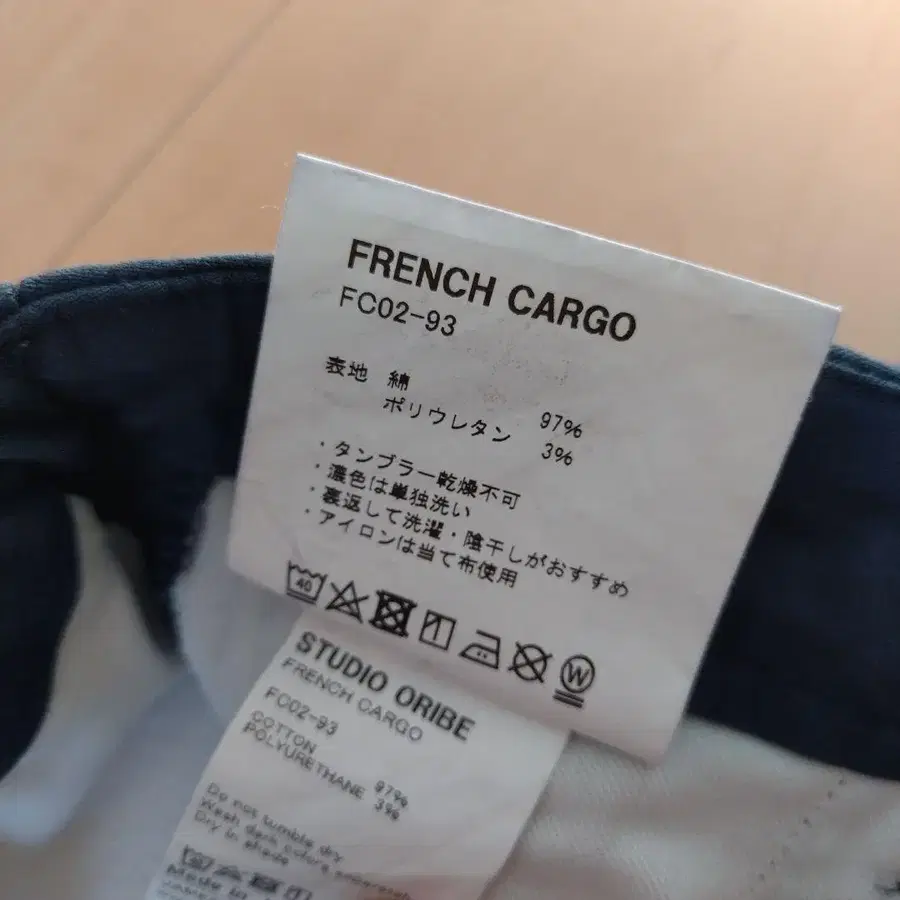 FRENCH CARGO
FC02-93
表地 綿 97%
ポリウレタン 3%
・タンブラー乾燥不可
・濃色は単独洗い
・裏返して洗濯・陰干しがおすすめ
・アイロンは当て布使用
40
W
STUDIO ORIBE
FRENCH CARGO
FC02-93
COTTON 97%
POLYURETHANE 3%
Do not tumble dry
Wash dark colors separately
Dry in shade
Made in